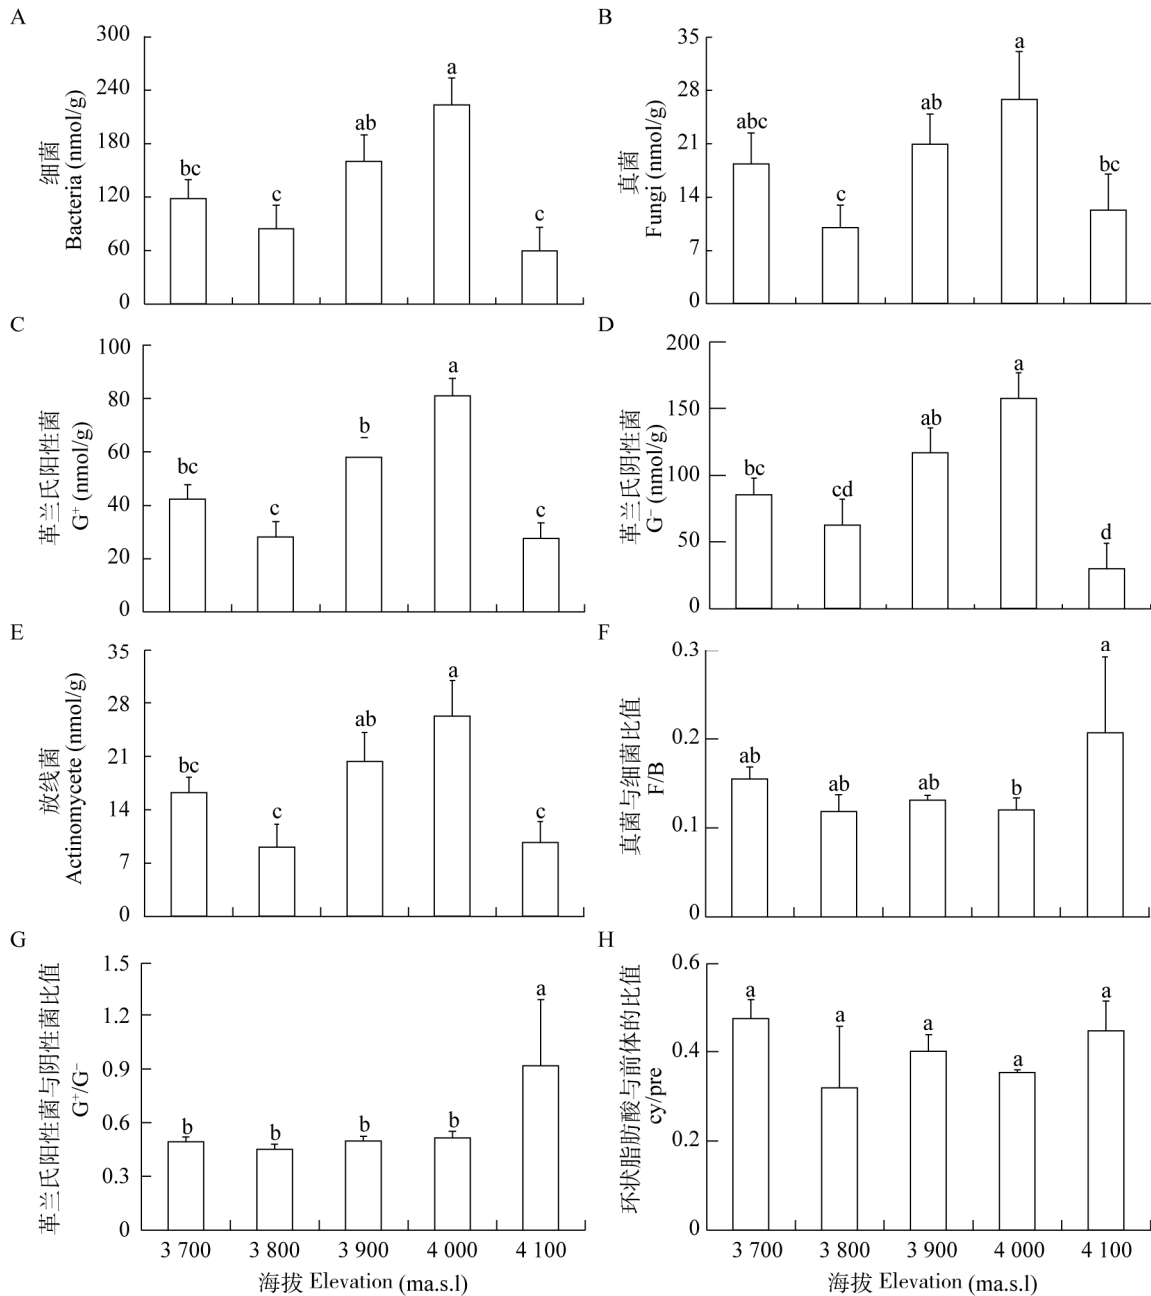 A
细菌
Bacteria (nmol/g)
300
240
180
120
60
0
bc
c
ab
a
c
B
真菌
Fungi (nmol/g)
35
28
21
14
7
0
abc
c
ab
a
bc
C
革兰氏阳性菌
G⁺ (nmol/g)
100
80
60
40
20
0
bc
c
b
a
c
D
革兰氏阴性菌
G⁻ (nmol/g)
200
150
100
50
0
bc
cd
ab
a
d
E
放线菌
Actinomycete (nmol/g)
35
28
21
14
7
0
bc
c
ab
a
c
F
真菌与细菌比值
F/B
0.3
0.2
0.1
0
ab
ab
ab
b
a
G
革兰氏阳性菌与阴性菌比值
G⁺/G⁻
1.5
1.2
0.9
0.6
0.3
0
b
b
b
b
a
3 700 3 800 3 900 4 000 4 100
海拔 Elevation (ma.s.l)
H
环状脂肪酸与前体的比值
cy/pre
0.6
0.4
0.2
0
a
a
a
a
a
3 700 3 800 3 900 4 000 4 100
海拔 Elevation (ma.s.l)